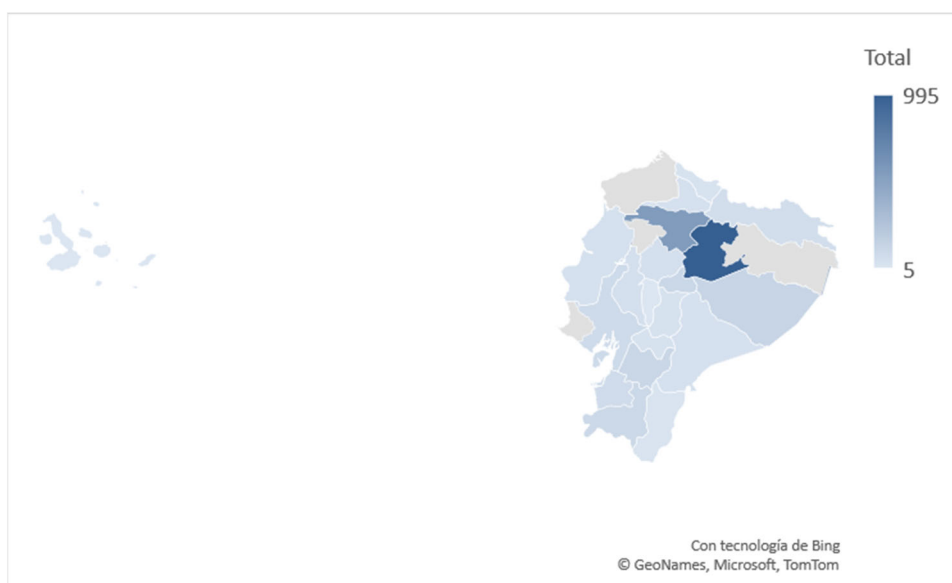 Total
995
5
Con tecnología de Bing
© GeoNames, Microsoft, TomTom